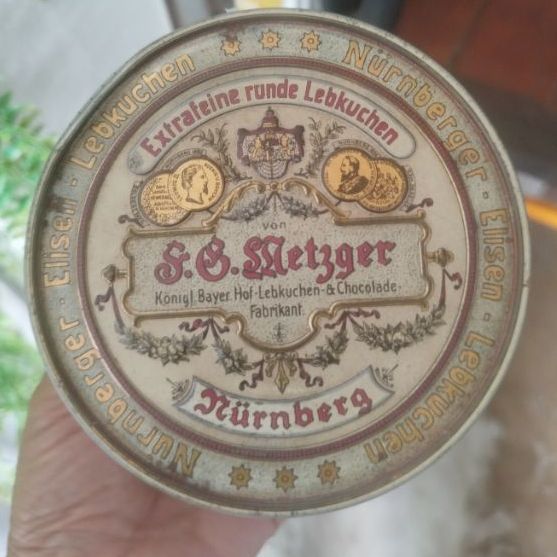 Nürnberger · Elisen · Lebkuchen
Nürnberger · Elisen · Lebkuchen
Extrafeine runde Lebkuchen
von
F. G. Metzger
Königl. Bayer. Hof-Lebkuchen-& Chocolade-
Fabrikant.
Nürnberg